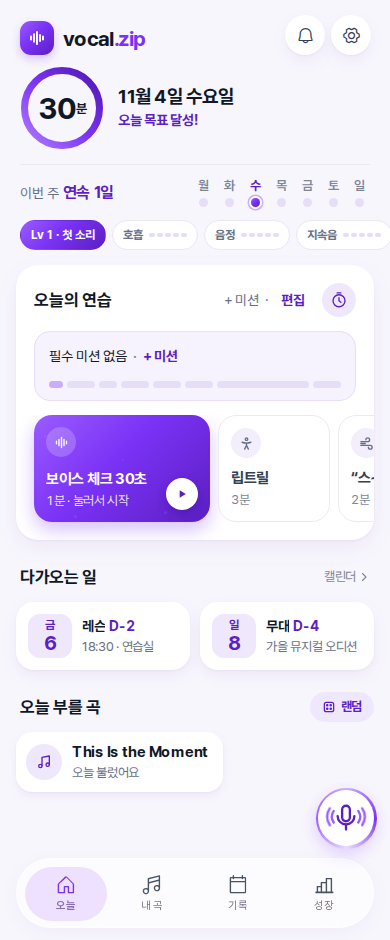 vocal.zip
30분
11월 4일 수요일
오늘 목표 달성!
이번 주 연속 1일
월 화 수 목 금 토 일
Lv 1 · 첫 소리 호흡 음정 지속음
오늘의 연습
+ 미션 · 편집
필수 미션 없음 · + 미션
보이스 체크 30초
1분 · 눌러서 시작
립트릴
3분
2분
다가오는 일
캘린더
금
6
레슨 D-2
18:30 · 연습실
일
8
무대 D-4
가을 뮤지컬 오디션
오늘 부를 곡
랜덤
This Is the Moment
오늘 불렀어요
오늘 내 곡 기록 성장